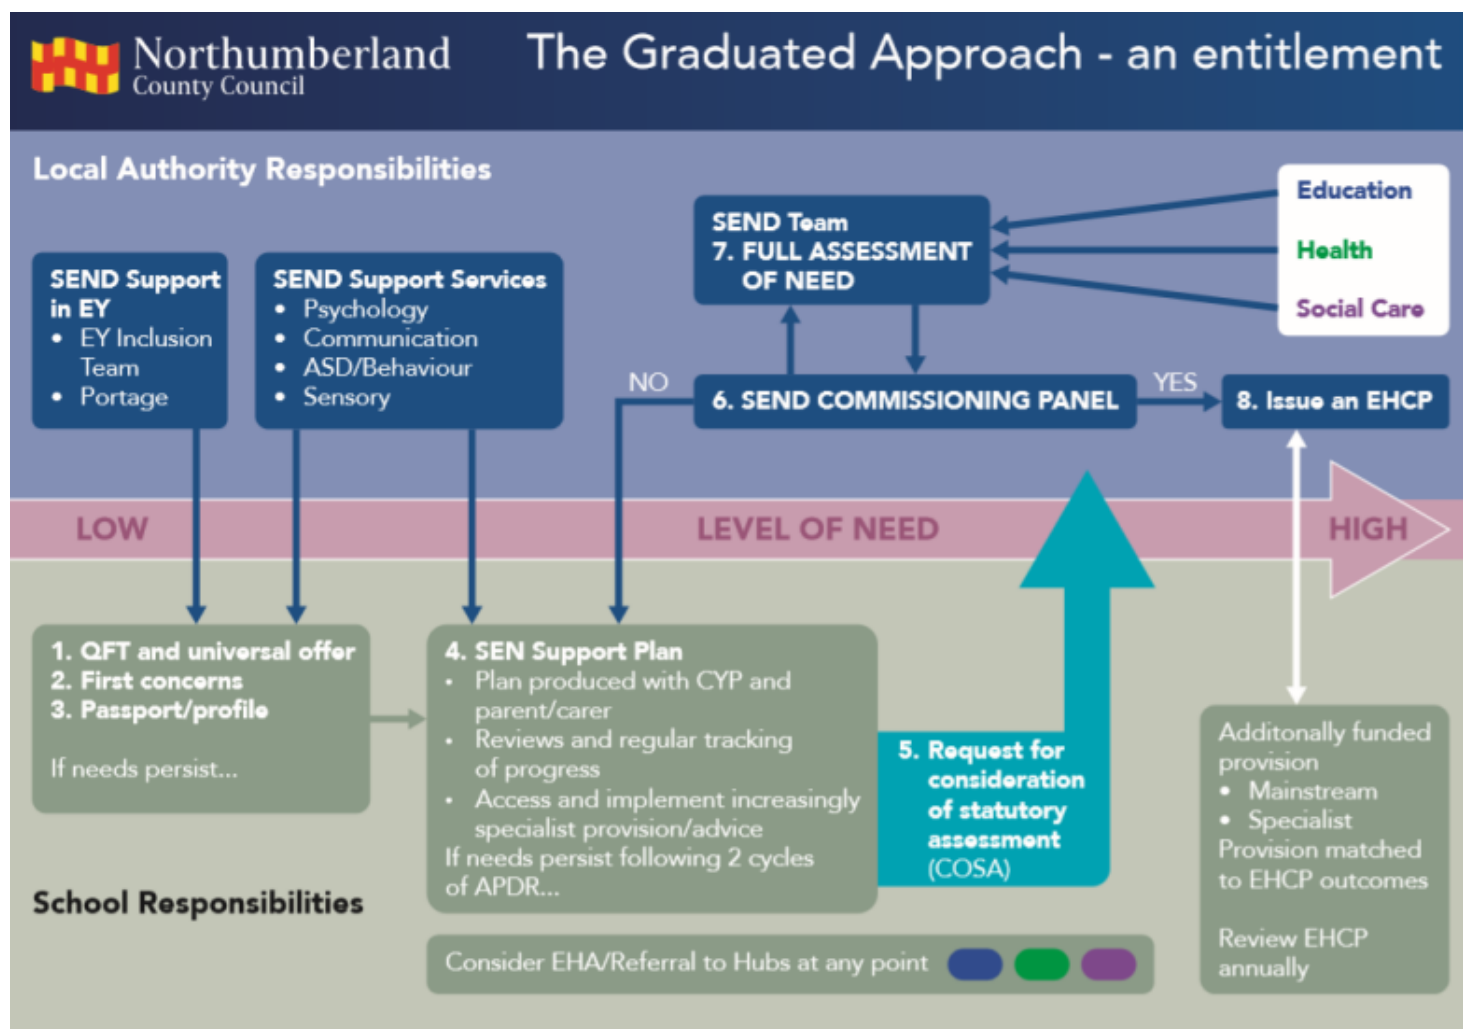 Northumberland
County Council
The Graduated Approach - an entitlement
Local Authority Responsibilities
SEND Support
in EY
• EY Inclusion
Team
• Portage
SEND Support Services
• Psychology
• Communication
• ASD/Behaviour
• Sensory
SEND Team
7. FULL ASSESSMENT
OF NEED
Education
Health
Social Care
NO
6. SEND COMMISSIONING PANEL
YES
8. Issue an EHCP
LOW
LEVEL OF NEED
HIGH
1. QFT and universal offer
2. First concerns
3. Passport/profile
If needs persist...
4. SEN Support Plan
• Plan produced with CYP and
parent/carer
• Reviews and regular tracking
of progress
• Access and implement increasingly
specialist provision/advice
If needs persist following 2 cycles
of APDR...
5. Request for
consideration
of statutory
assessment
(COSA)
Additonally funded
provision
• Mainstream
• Specialist
Provision matched
to EHCP outcomes
Review EHCP
annually
School Responsibilities
Consider EHA/Referral to Hubs at any point